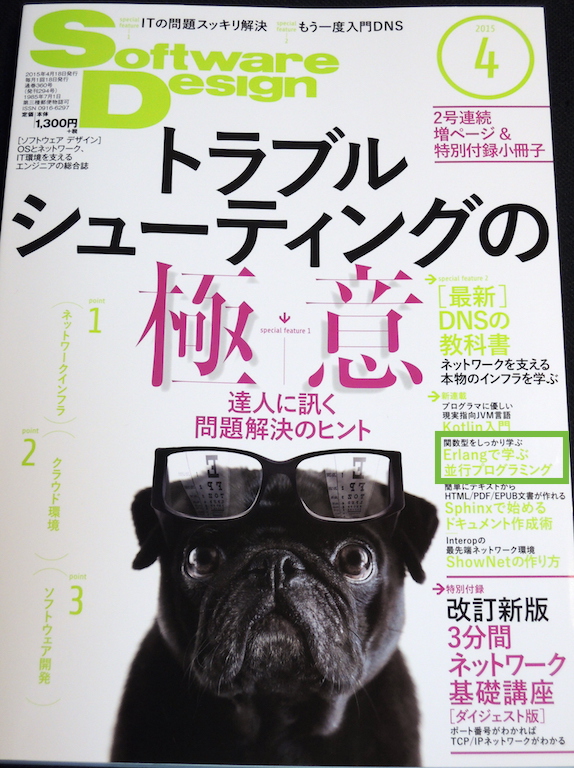 special feature 1
ITの問題スッキリ解決
special feature 2
もう一度入門DNS
Software
Design
2015
4
2015年4月18日発行
毎月1回18日発行
通巻360号
(発刊294号)
1985年7月1日
第三種郵便物認可
ISSN 0916-6297
定価 本体
1,300円
+税
[ソフトウェア デザイン]
OSとネットワーク、
IT環境を支える
エンジニアの総合誌
2号連続
増ページ &
特別付録小冊子
トラブル
シューティングの
極意
special feature 1
達人に訊く
問題解決のヒント
point
1
ネットワークインフラ
point
2
クラウド環境
point
3
ソフトウェア開発
special feature 2
[最新]
DNSの
教科書
ネットワークを支える
本物のインフラを学ぶ
新連載
プログラマに優しい
現実指向JVM言語
Kotlin入門
関数型をしっかり学ぶ
Erlangで学ぶ
並行プログラミング
簡単にテキストから
HTML/PDF/EPUB文書が作れる
Sphinxで始める
ドキュメント作成術
Interopの
最先端ネットワーク環境
ShowNetの作り方
特別付録
改訂新版
3分間
ネットワーク
基礎講座
[ダイジェスト版]
ポート番号がわかれば
TCP/IPネットワークがわかる